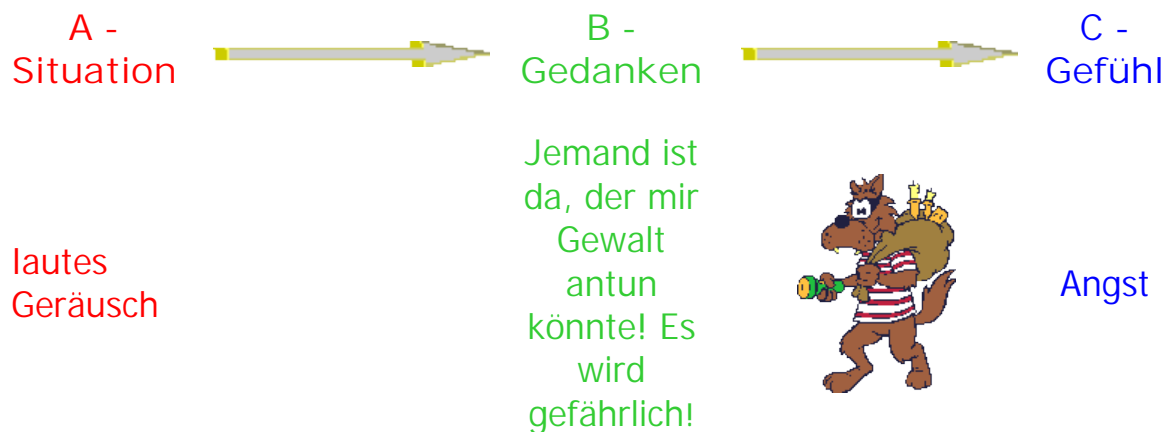 A -
Situation
B -
Gedanken
C -
Gefühl
lautes
Geräusch
Jemand ist
da, der mir
Gewalt
antun
könnte! Es
wird
gefährlich!
Angst